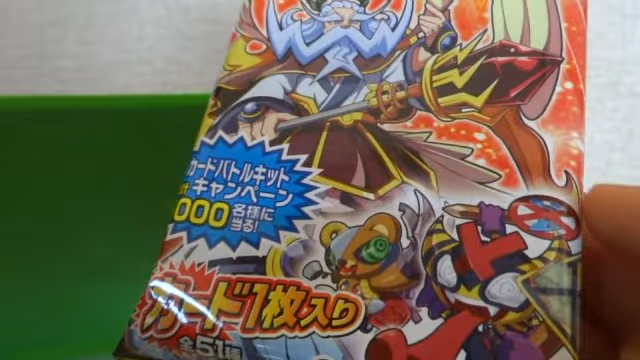 カードバトルキット
キャンペーン
000名様に
当る!
カード1枚入り
全51種